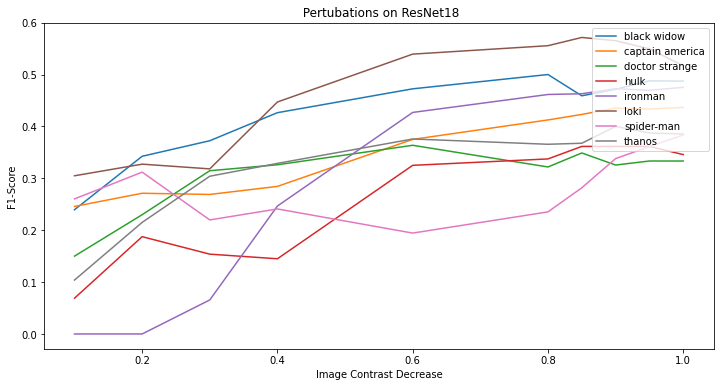 Pertubations on ResNet18
F1-Score
0.6
0.5
0.4
0.3
0.2
0.1
0.0
black widow
captain america
doctor strange
hulk
ironman
loki
spider-man
thanos
0.2 0.4 0.6 0.8 1.0
Image Contrast Decrease